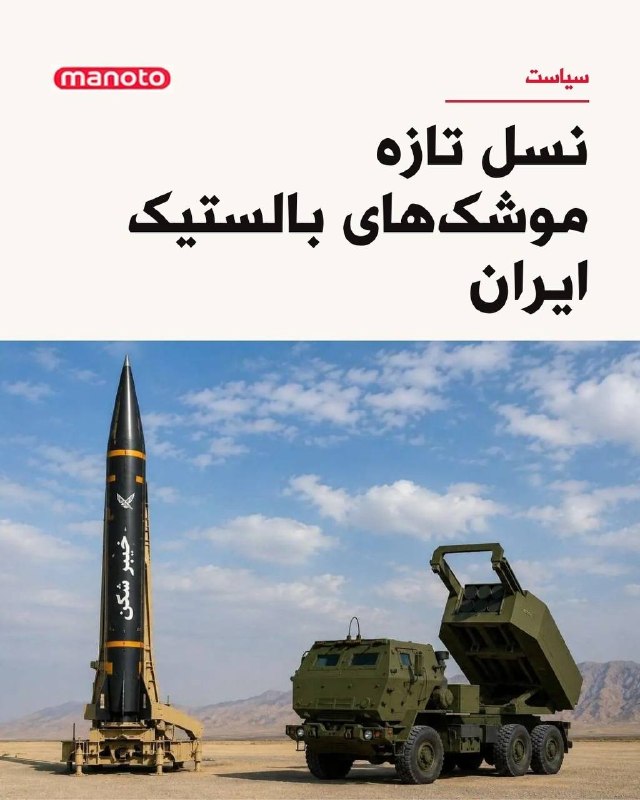 manoto
سیاست
نسل تازه
موشک‌های بالستیک
ایران
خیبر شکن